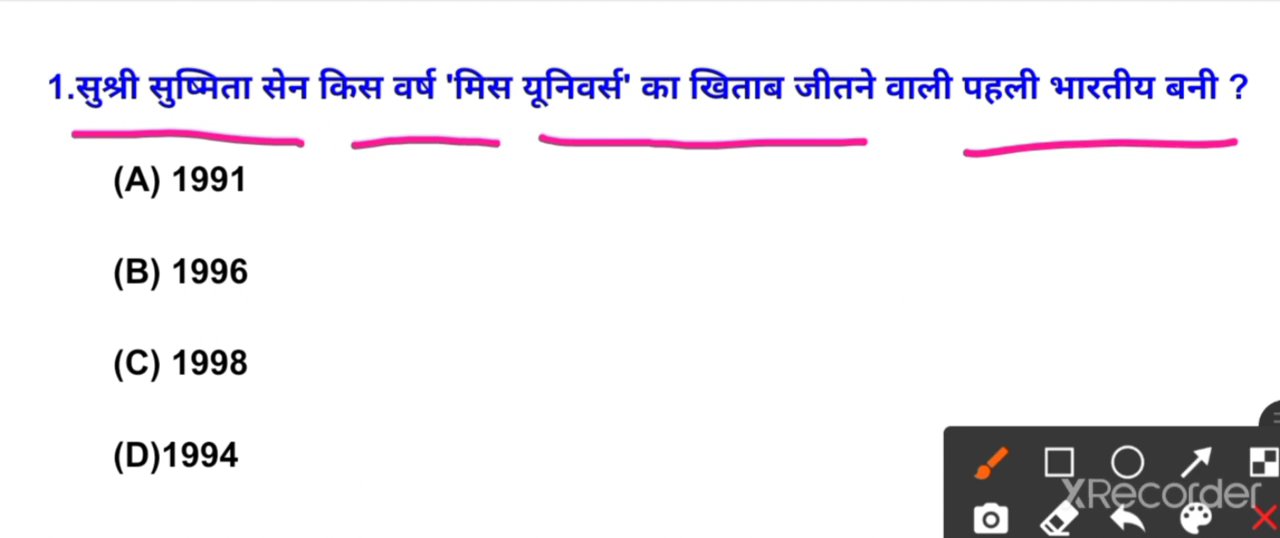 1.सुश्री सुष्मिता सेन किस वर्ष 'मिस यूनिवर्स' का खिताब जीतने वाली पहली भारतीय बनी ?
(A) 1991
(B) 1996
(C) 1998
(D)1994
XRecorder